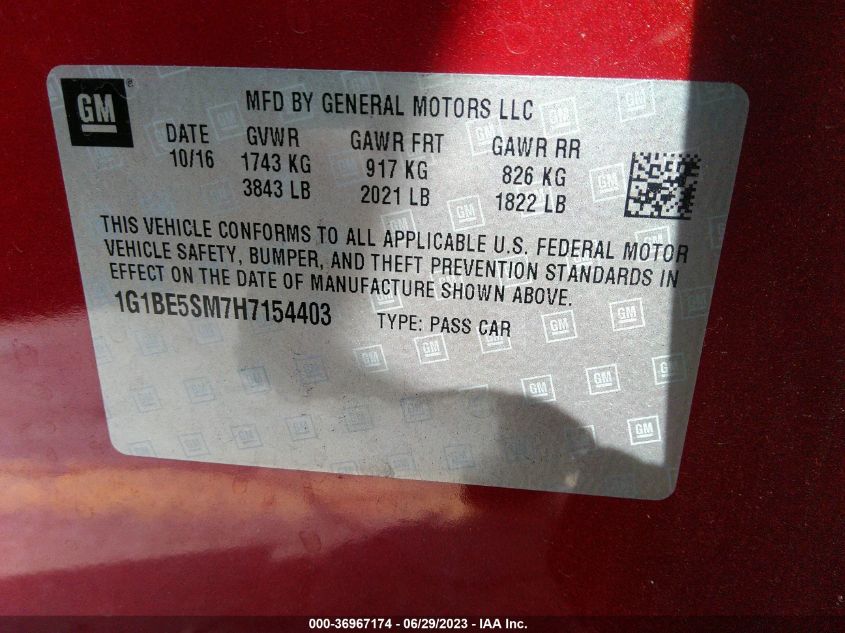 GM ®
MFD BY GENERAL MOTORS LLC
DATE GVWR GAWR FRT GAWR RR
10/16 1743 KG 917 KG 826 KG
3843 LB 2021 LB 1822 LB
THIS VEHICLE CONFORMS TO ALL APPLICABLE U.S. FEDERAL MOTOR
VEHICLE SAFETY, BUMPER, AND THEFT PREVENTION STANDARDS IN
EFFECT ON THE DATE OF MANUFACTURE SHOWN ABOVE.
1G1BE5SM7H7154403 TYPE: PASS CAR
000-36967174 - 06/29/2023 - IAA Inc.